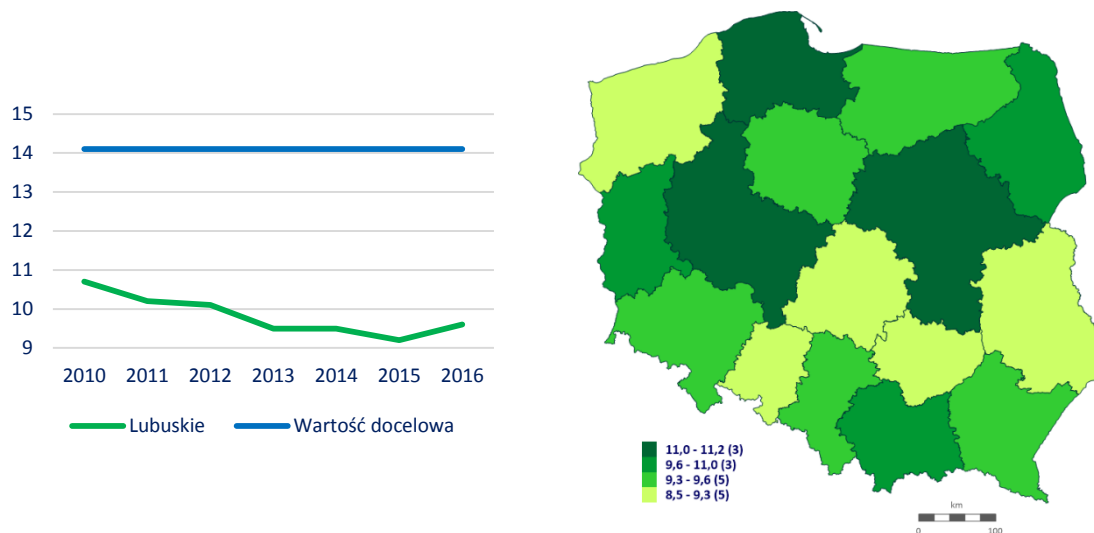 15
14
13
12
11
10
9
2010 2011 2012 2013 2014 2015 2016
Lubuskie Wartość docelowa
11,0 - 11,2 (3)
9,6 - 11,0 (3)
9,3 - 9,6 (5)
8,5 - 9,3 (5)
km
0 100